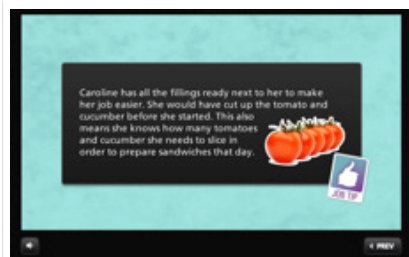 Caroline has all the fillings ready next to her to make
her job easier. She would have cut up the tomato and
cucumber before she started. This also
means she knows how many tomatoes
and cucumber she needs to slice in
order to prepare sandwiches that day.
JOB TIP
PREV